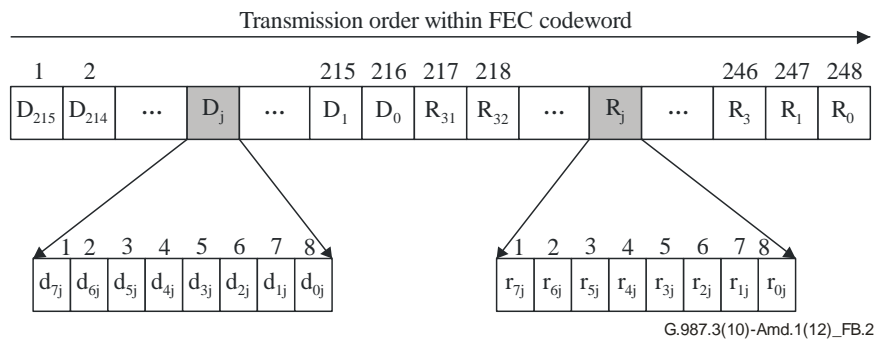 Transmission order within FEC codeword
1 2 215 216 217 218 246 247 248
D215 D214 ... Dj ... D1 D0 R31 R32 ... Rj ... R3 R1 R0
1 2 3 4 5 6 7 8 1 2 3 4 5 6 7 8
d7j d6j d5j d4j d3j d2j d1j d0j r7j r6j r5j r4j r3j r2j r1j r0j
G.987.3(10)-Amd.1(12)_FB.2